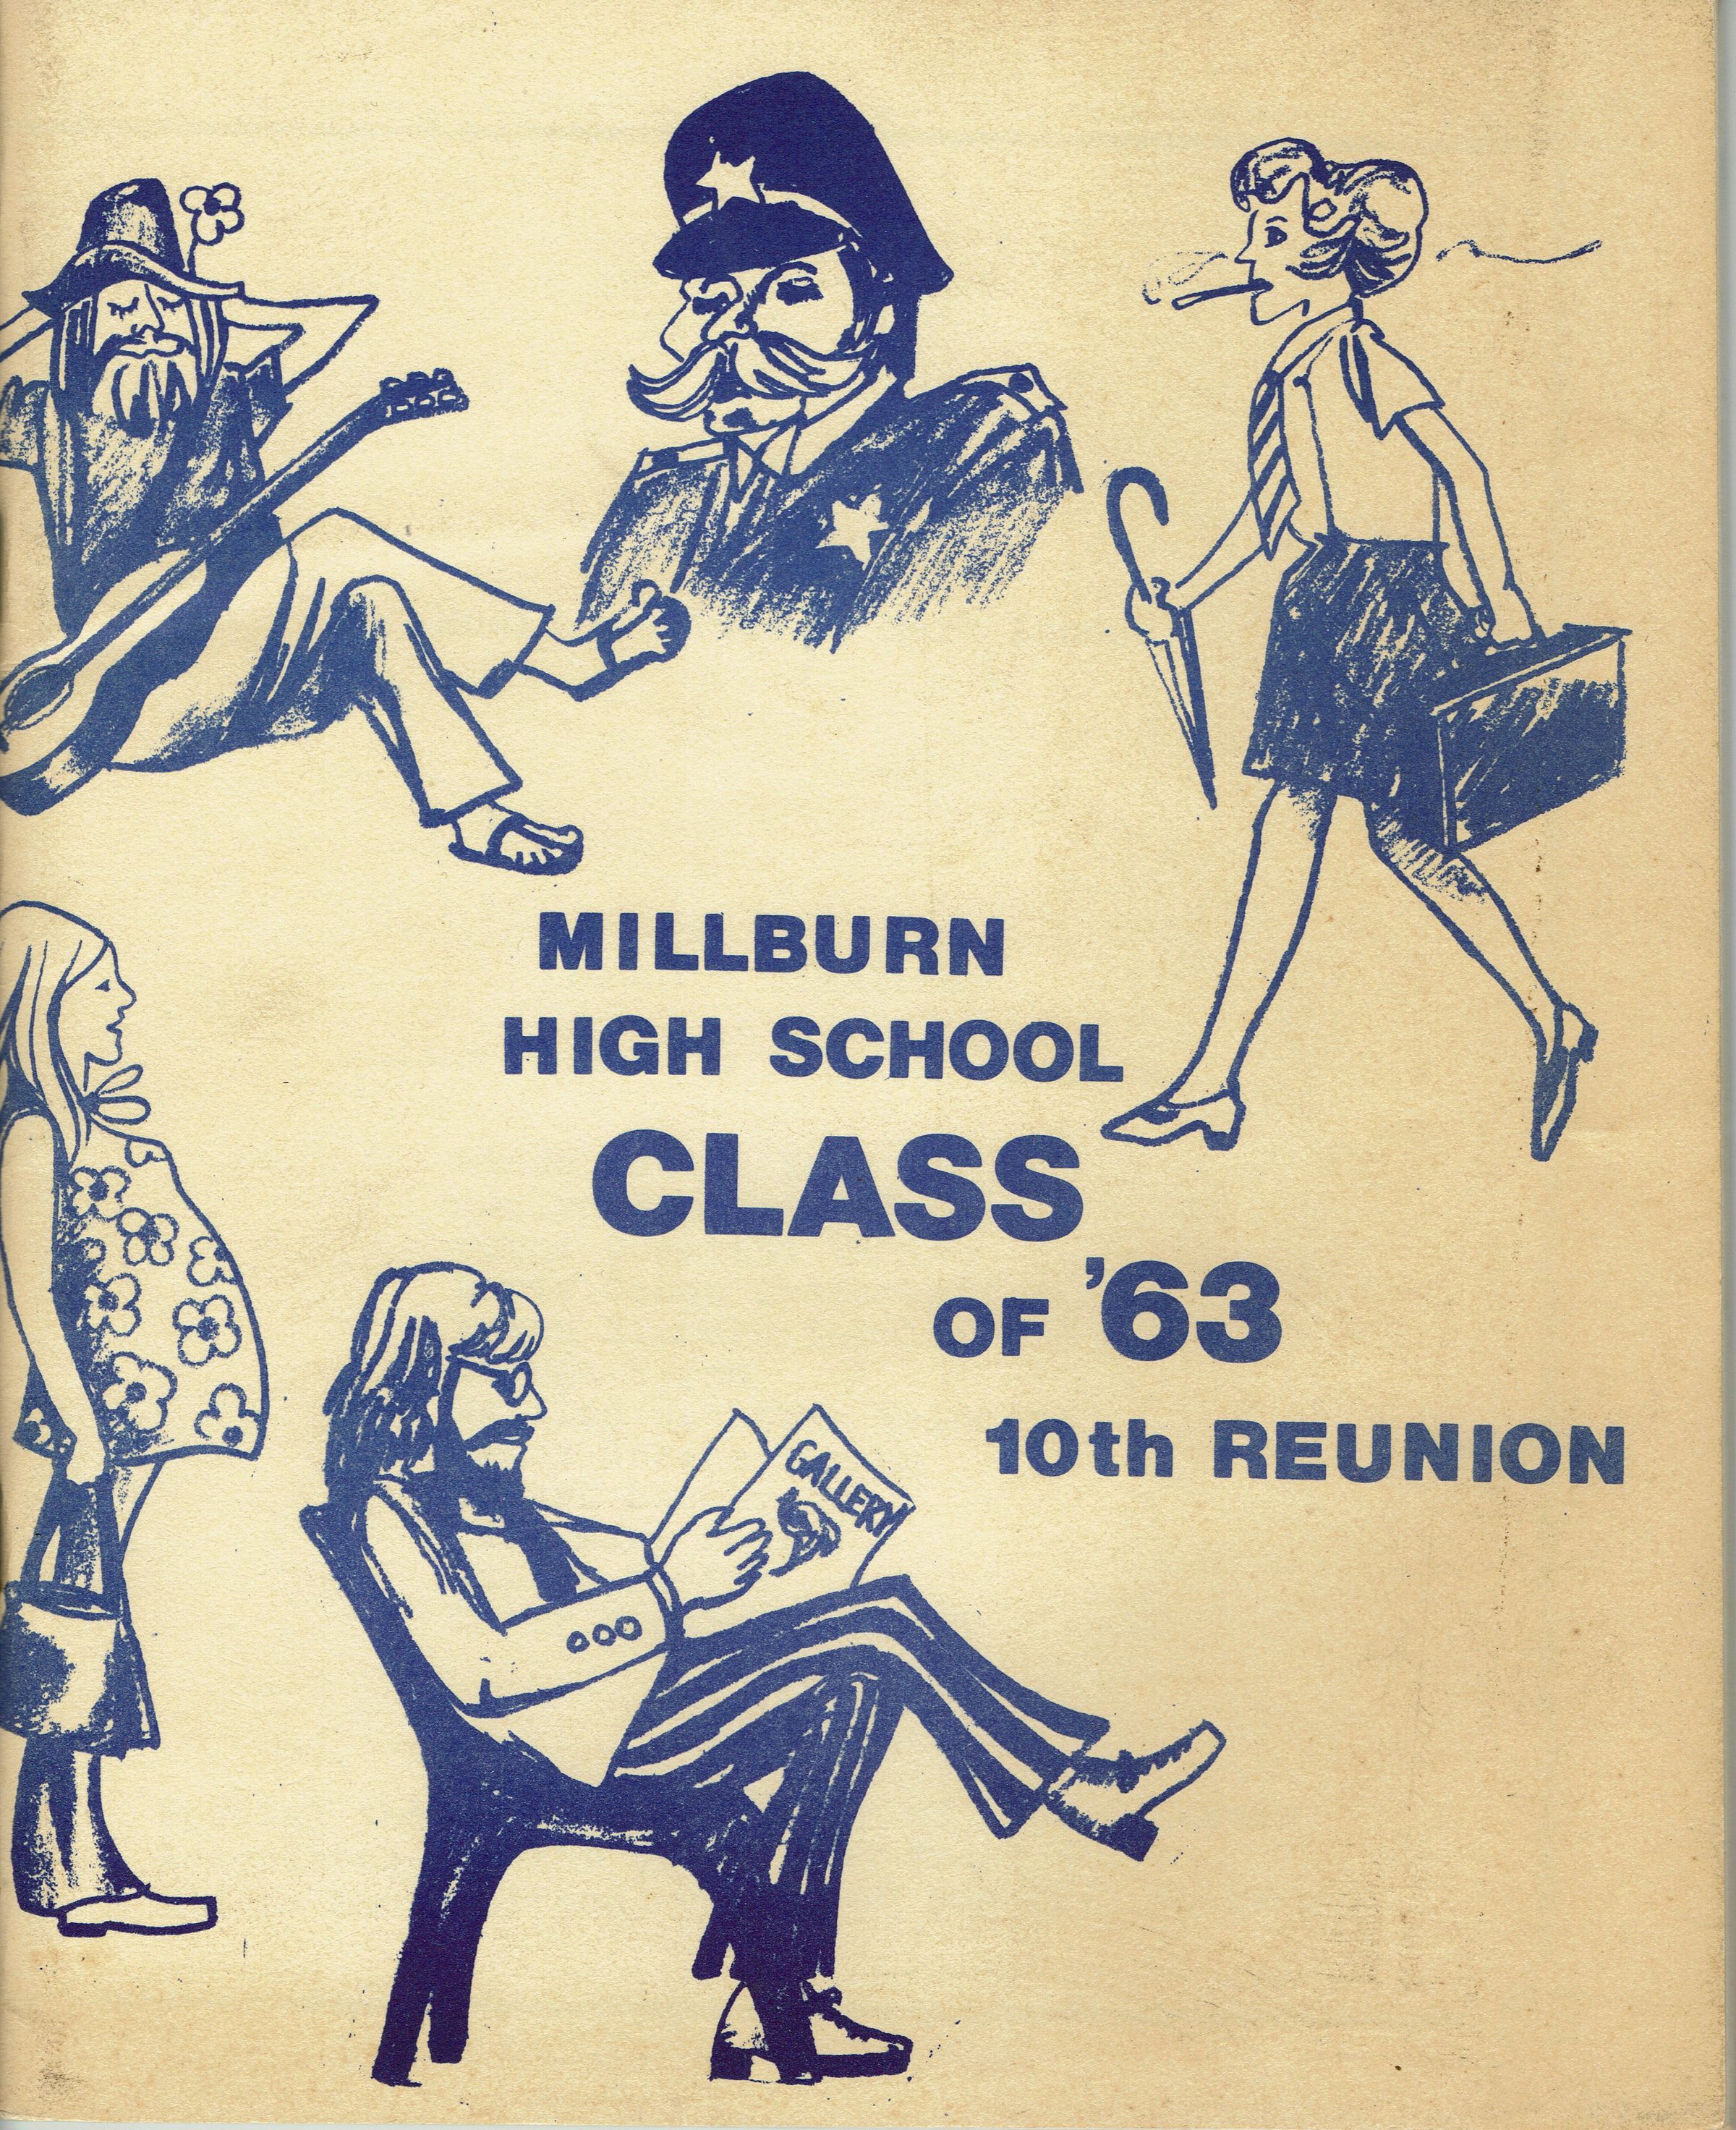 MILLBURN
HIGH SCHOOL
CLASS
OF '63
10th REUNION
GALLERY